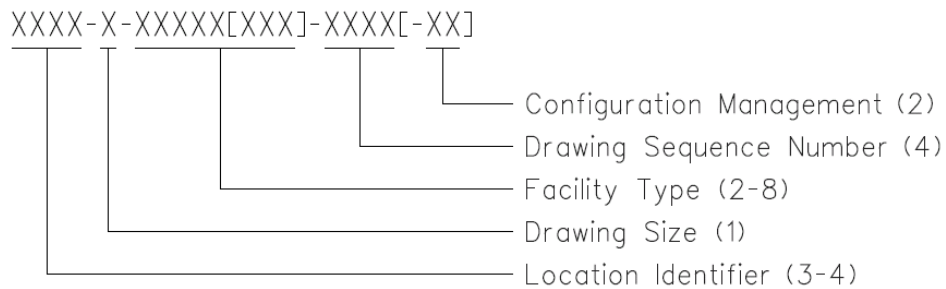 XXXX-X-XXXXX[XXX]-XXXX[-XX]
Configuration Management (2)
Drawing Sequence Number (4)
Facility Type (2-8)
Drawing Size (1)
Location Identifier (3-4)